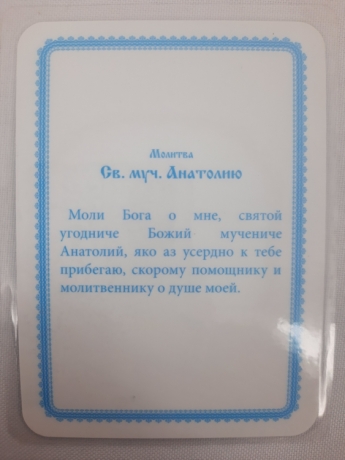 Молитва
Св. муч. Анатолию
Моли Бога о мне, святой
угодниче Божий мучениче
Анатолий, яко аз усердно к тебе
прибегаю, скорому помощнику и
молитвеннику о душе моей.